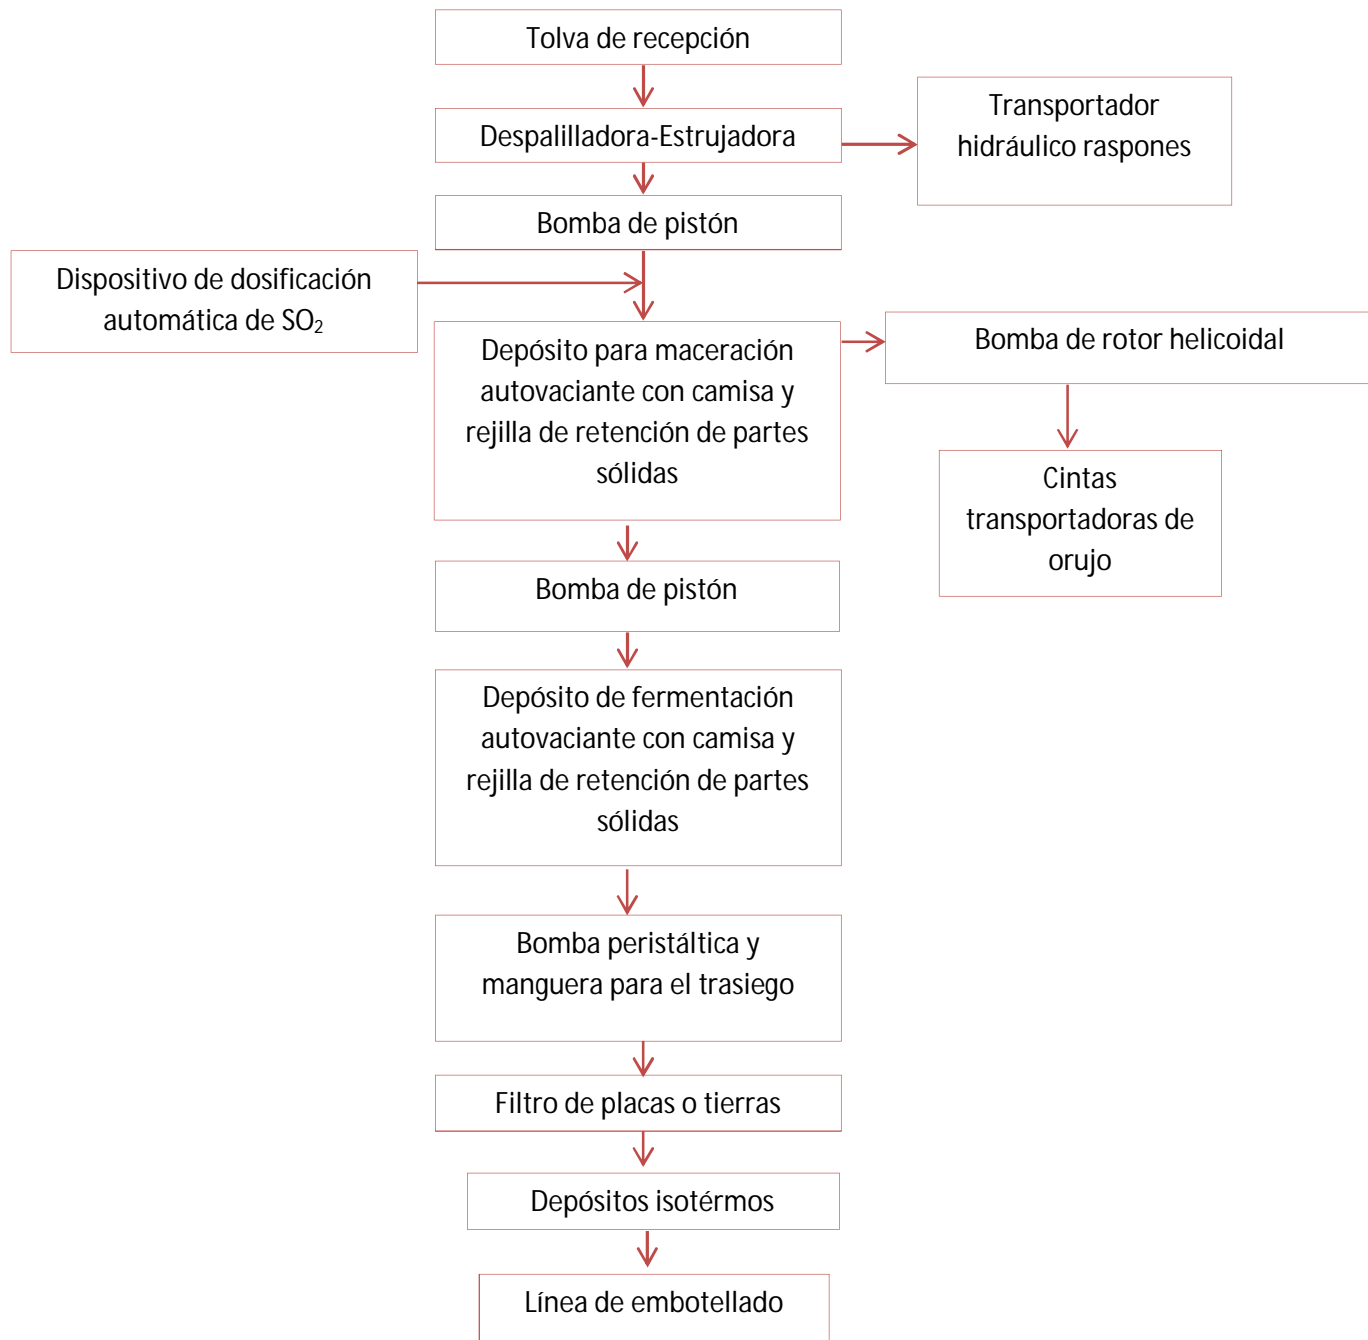 Tolva de recepción
Despalilladora-Estrujadora
Transportador
hidráulico raspones
Bomba de pistón
Dispositivo de dosificación
automática de SO₂
Depósito para maceración
autovaciante con camisa y
rejilla de retención de partes
sólidas
Bomba de rotor helicoidal
Cintas
transportadoras de
orujo
Bomba de pistón
Depósito de fermentación
autovaciante con camisa y
rejilla de retención de partes
sólidas
Bomba peristáltica y
manguera para el trasiego
Filtro de placas o tierras
Depósitos isotérmos
Línea de embotellado